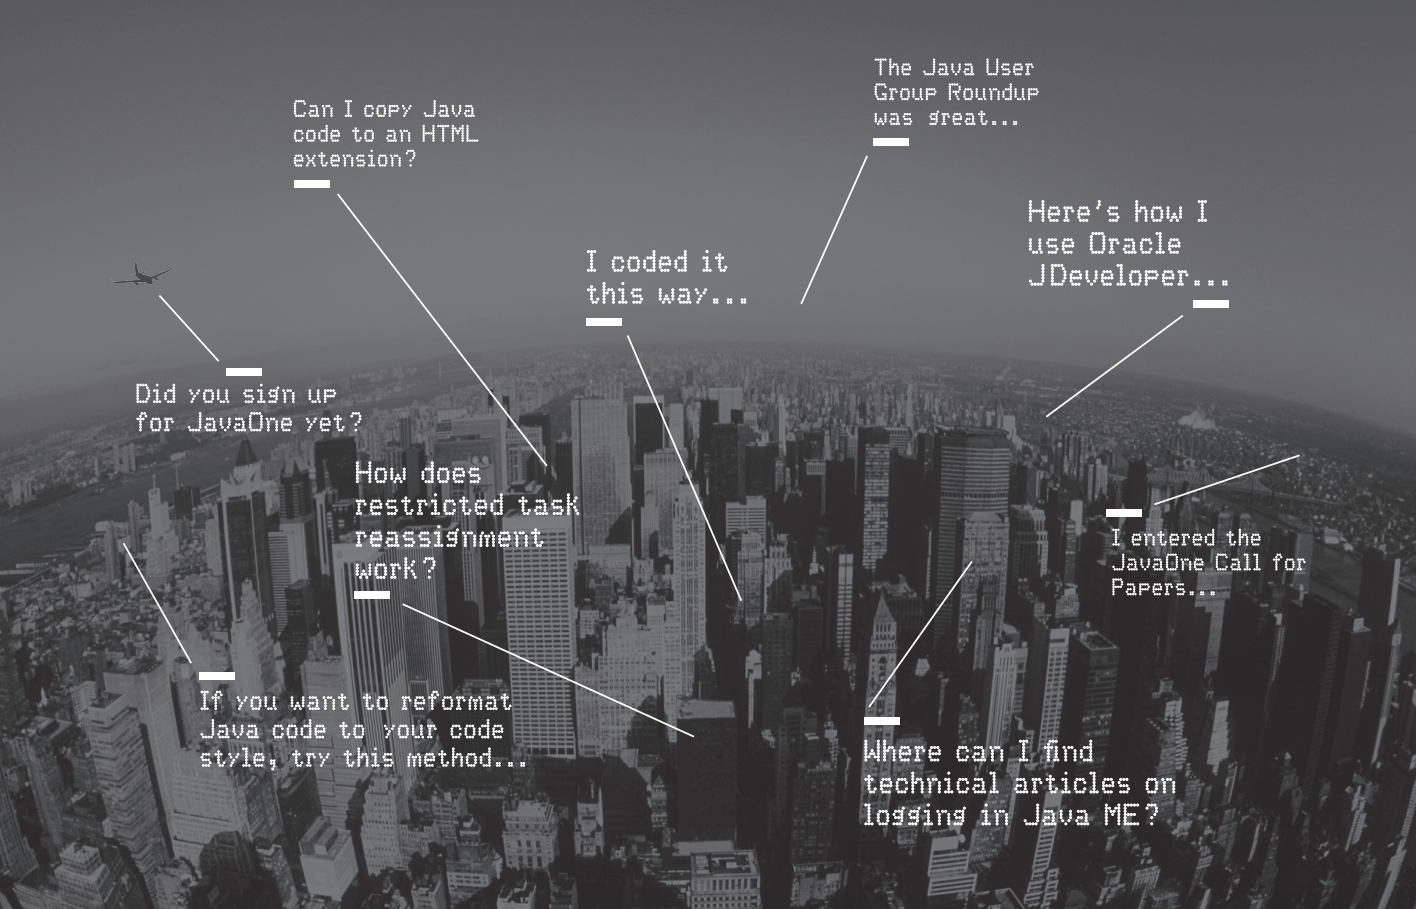 The Java User
Group Roundup
was great...
Can I copy Java
code to an HTML
extension?
Here's how I
use Oracle
JDeveloper...
I coded it
this way...
Did you sign up
for JavaOne yet?
How does
restricted task
reassignment
work?
I entered the
JavaOne Call for
Papers...
If you want to reformat
Java code to your code
style, try this method...
Where can I find
technical articles on
logging in Java ME?